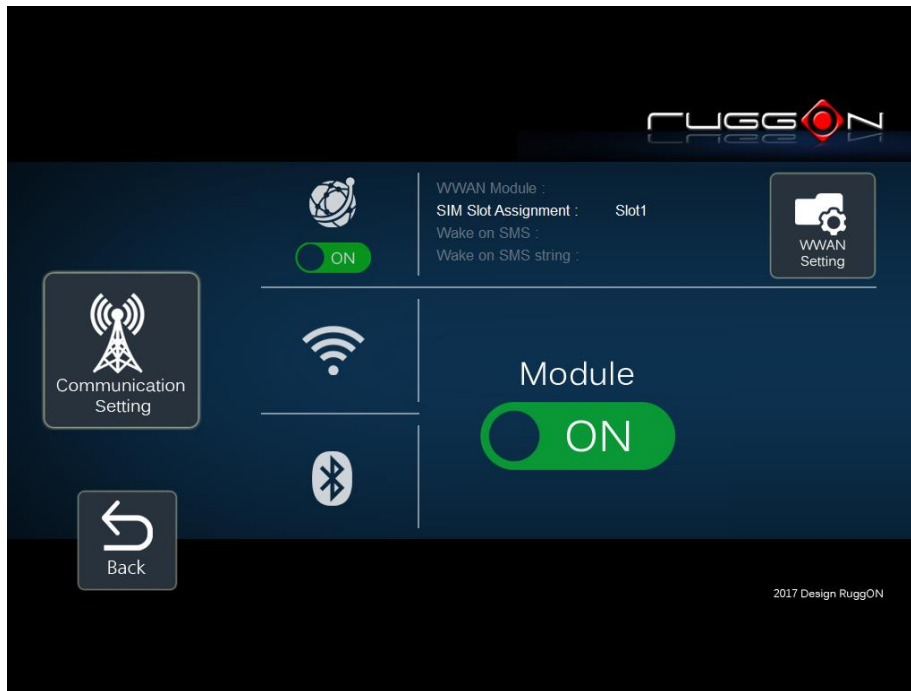 ruggON
WWAN Module :
SIM Slot Assignment : Slot1
Wake on SMS :
Wake on SMS string :
WWAN
Setting
ON
Communication
Setting
Module
ON
Back
2017 Design RuggON